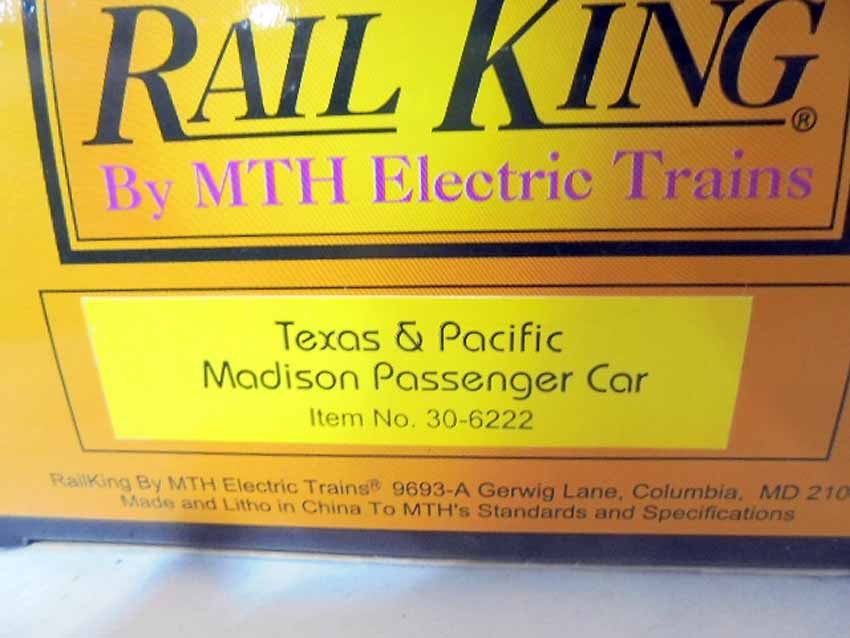 RAIL KING®
By MTH Electric Trains
Texas & Pacific
Madison Passenger Car
Item No. 30-6222
RailKing By MTH Electric Trains® 9693-A Gerwig Lane, Columbia, MD 210
Made and Litho in China To MTH's Standards and Specifications